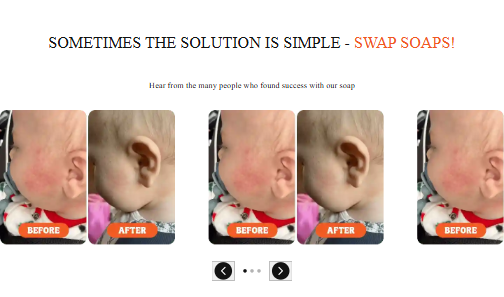 SOMETIMES THE SOLUTION IS SIMPLE - SWAP SOAPS!
Hear from the many people who found success with our soap
BEFORE AFTER BEFORE AFTER BEFORE